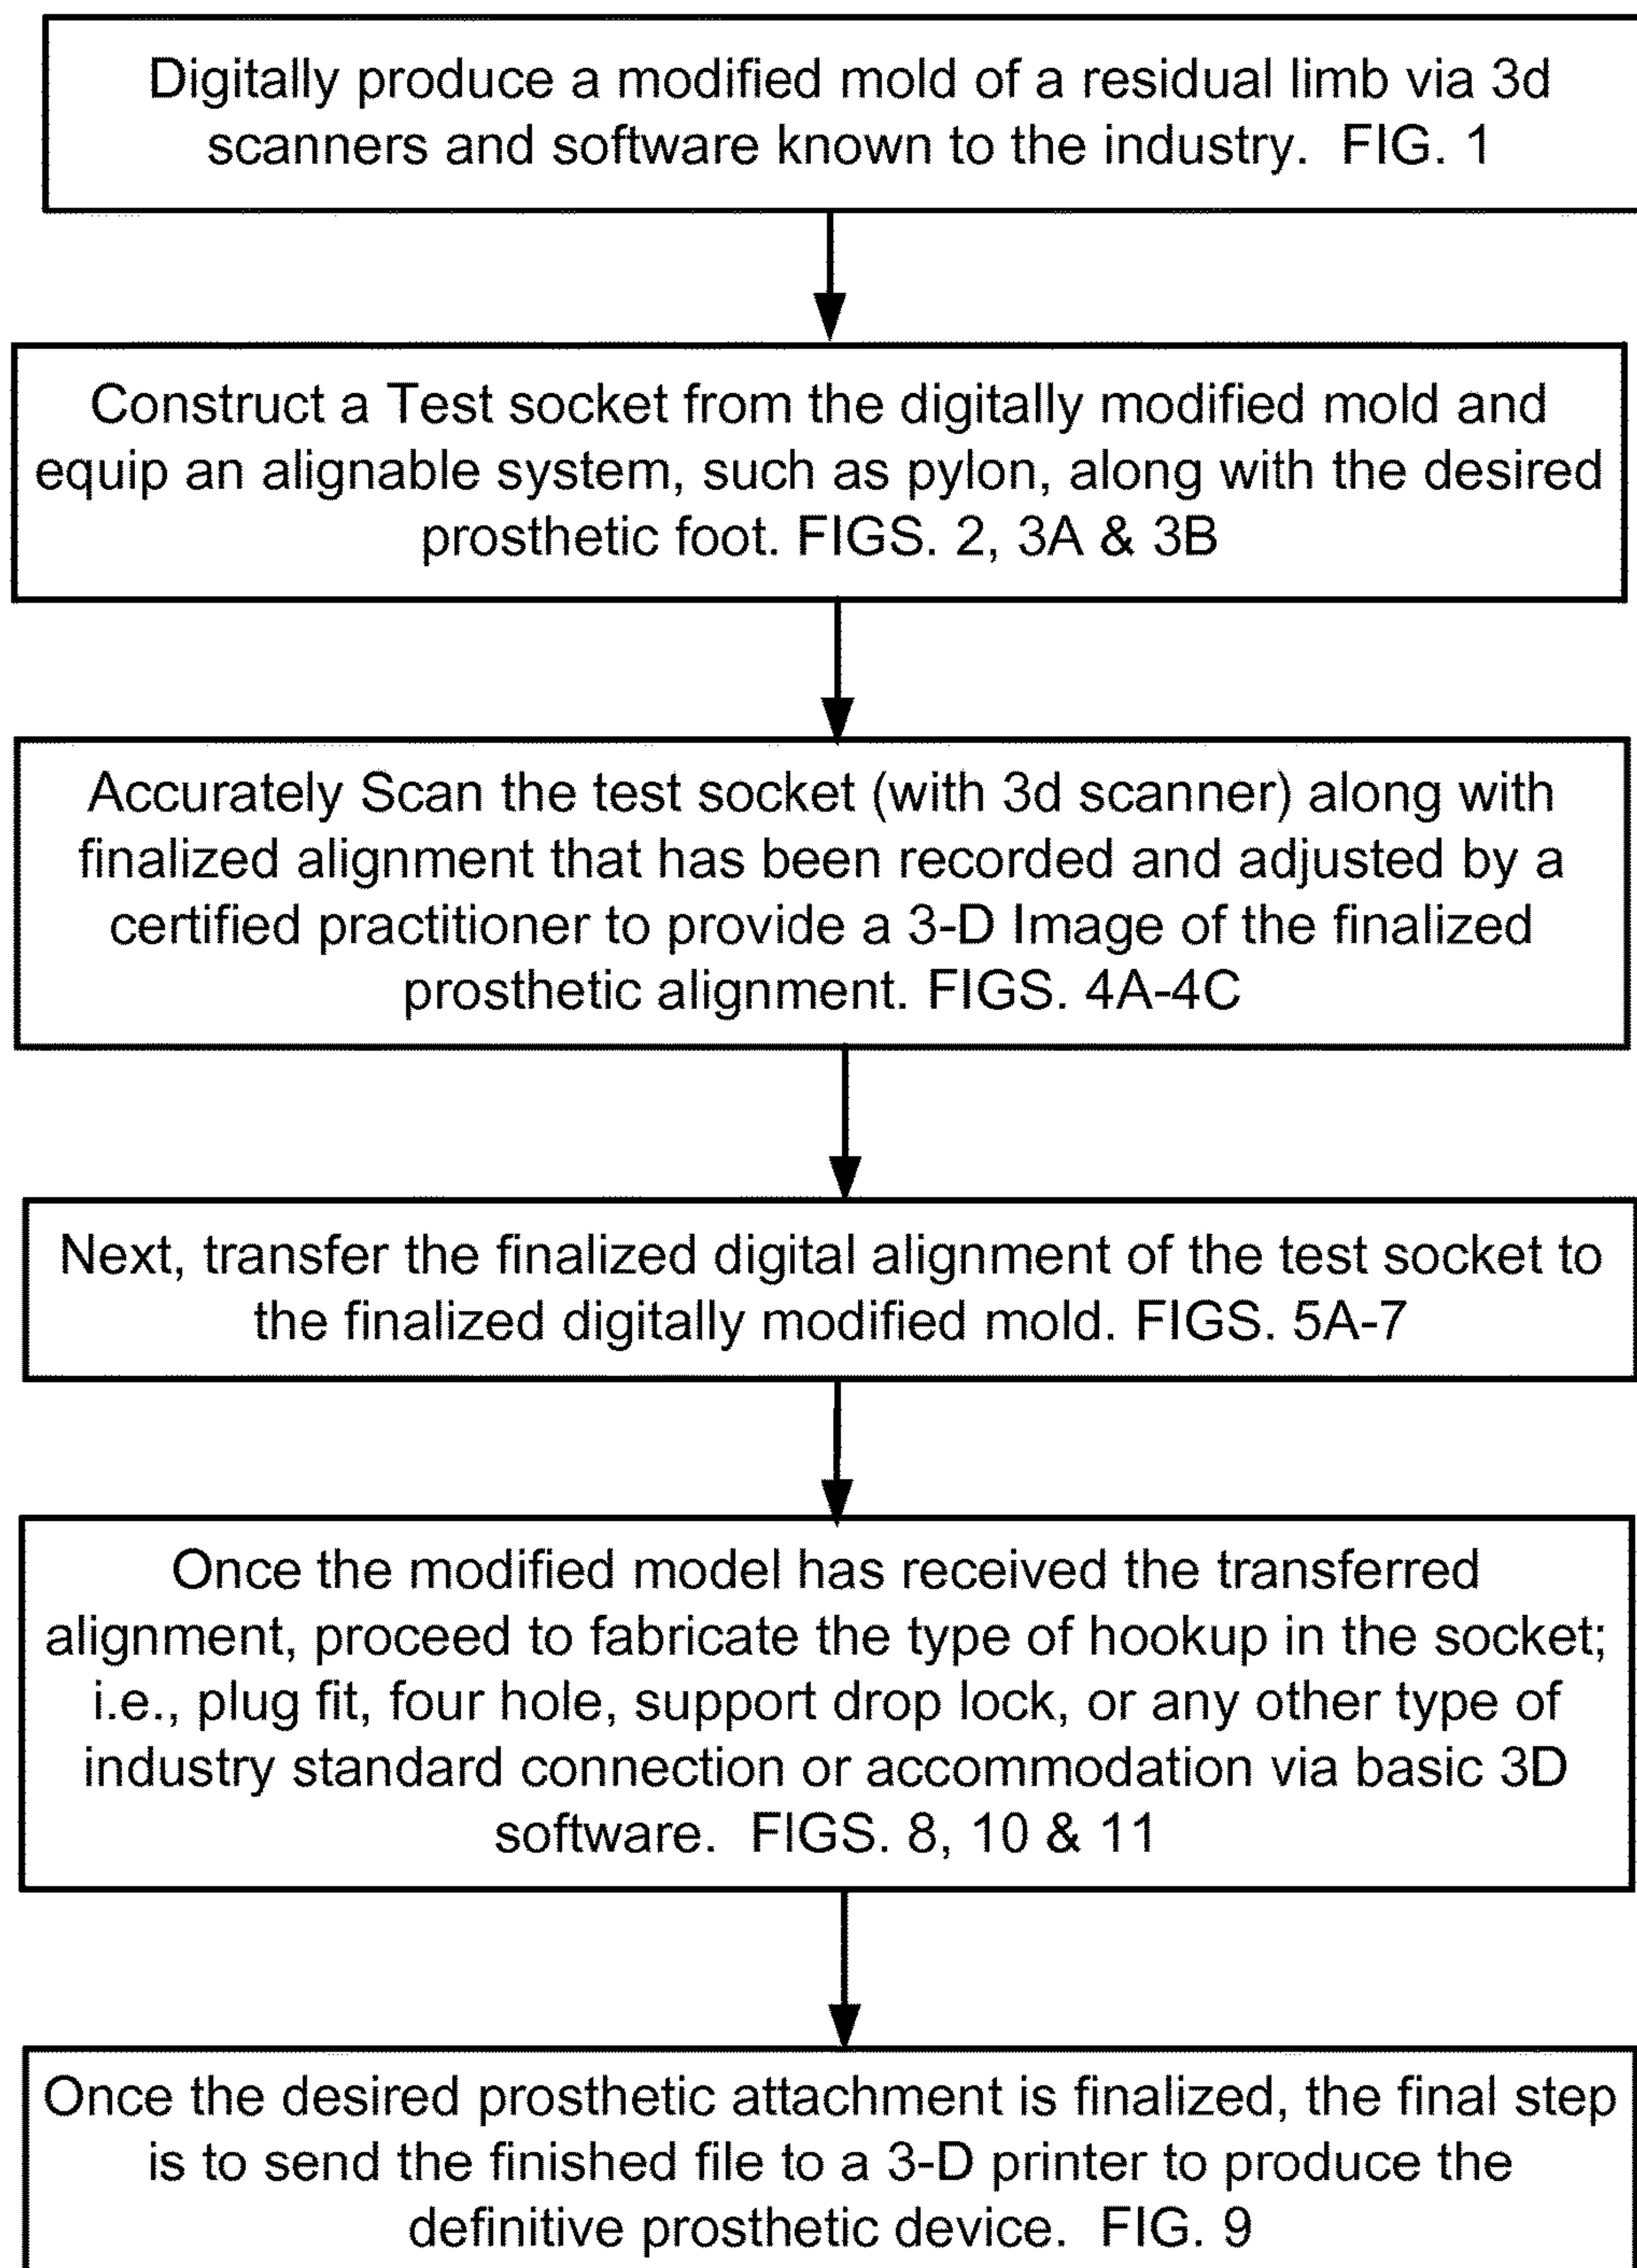 Digitally produce a modified mold of a residual limb via 3d
scanners and software known to the industry. FIG. 1
Construct a Test socket from the digitally modified mold and
equip an alignable system, such as pylon, along with the desired
prosthetic foot. FIGS. 2, 3A & 3B
Accurately Scan the test socket (with 3d scanner) along with
finalized alignment that has been recorded and adjusted by a
certified practitioner to provide a 3-D Image of the finalized
prosthetic alignment. FIGS. 4A-4C
Next, transfer the finalized digital alignment of the test socket to
the finalized digitally modified mold. FIGS. 5A-7
Once the modified model has received the transferred
alignment, proceed to fabricate the type of hookup in the socket;
i.e., plug fit, four hole, support drop lock, or any other type of
industry standard connection or accommodation via basic 3D
software. FIGS. 8, 10 & 11
Once the desired prosthetic attachment is finalized, the final step
is to send the finished file to a 3-D printer to produce the
definitive prosthetic device. FIG. 9